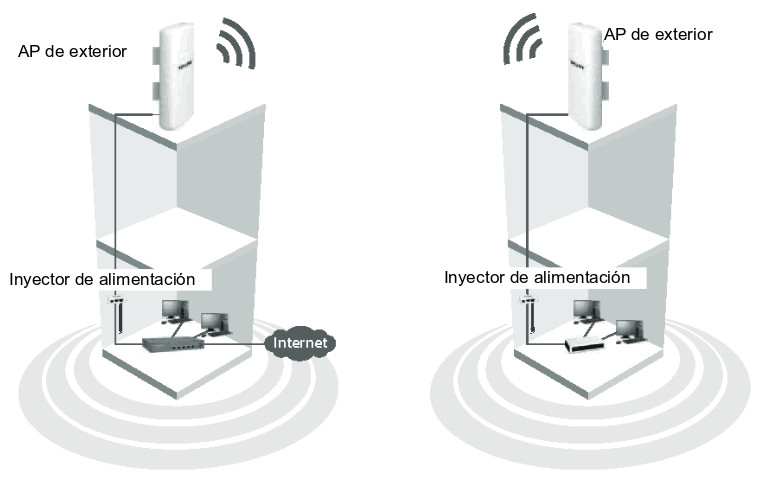 AP de exterior
AP de exterior
Inyector de alimentación
Inyector de alimentación
Internet